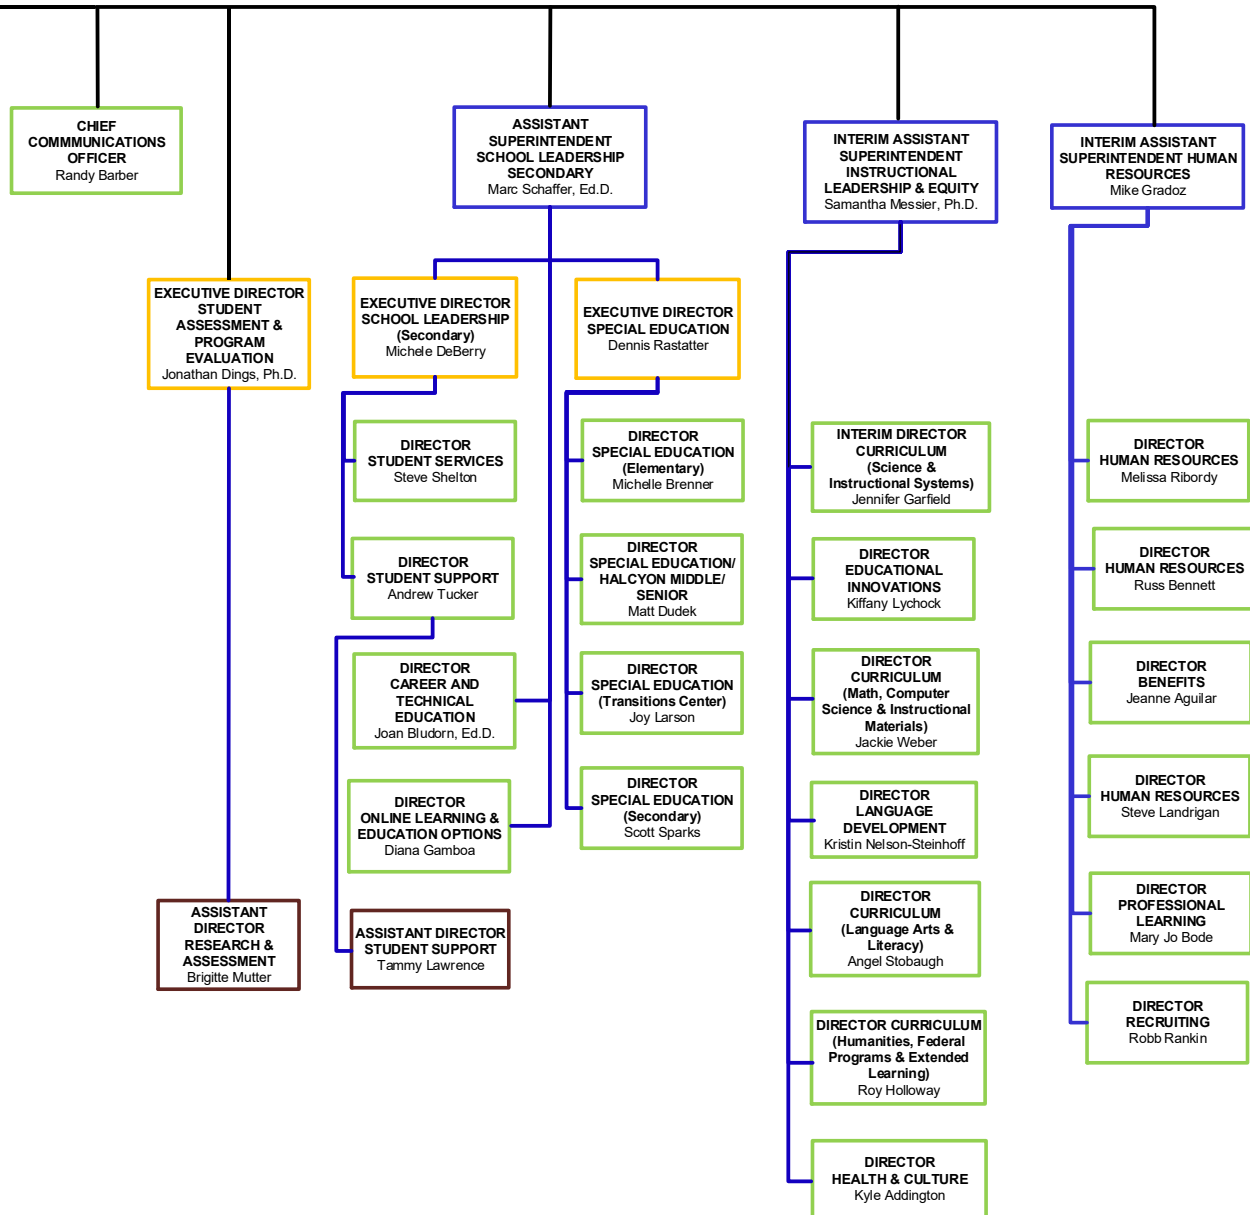 CHIEF
COMMMUNICATIONS
OFFICER
Randy Barber
ASSISTANT
SUPERINTENDENT
SCHOOL LEADERSHIP
SECONDARY
Marc Schaffer, Ed.D.
INTERIM ASSISTANT
SUPERINTENDENT
INSTRUCTIONAL
LEADERSHIP & EQUITY
Samantha Messier, Ph.D.
INTERIM ASSISTANT
SUPERINTENDENT HUMAN
RESOURCES
Mike Gradoz
EXECUTIVE DIRECTOR
STUDENT
ASSESSMENT &
PROGRAM
EVALUATION
Jonathan Dings, Ph.D.
EXECUTIVE DIRECTOR
SCHOOL LEADERSHIP
(Secondary)
Michele DeBerry
EXECUTIVE DIRECTOR
SPECIAL EDUCATION
Dennis Rastatter
DIRECTOR
STUDENT SERVICES
Steve Shelton
DIRECTOR
SPECIAL EDUCATION
(Elementary)
Michelle Brenner
INTERIM DIRECTOR
CURRICULUM
(Science &
Instructional Systems)
Jennifer Garfield
DIRECTOR
HUMAN RESOURCES
Melissa Ribordy
DIRECTOR
STUDENT SUPPORT
Andrew Tucker
DIRECTOR
SPECIAL EDUCATION/
HALCYON MIDDLE/
SENIOR
Matt Dudek
DIRECTOR
EDUCATIONAL
INNOVATIONS
Kiffany Lychock
DIRECTOR
HUMAN RESOURCES
Russ Bennett
DIRECTOR
CAREER AND
TECHNICAL
EDUCATION
Joan Bludorn, Ed.D.
DIRECTOR
SPECIAL EDUCATION
(Transitions Center)
Joy Larson
DIRECTOR
CURRICULUM
(Math, Computer
Science & Instructional
Materials)
Jackie Weber
DIRECTOR
BENEFITS
Jeanne Aguilar
DIRECTOR
ONLINE LEARNING &
EDUCATION OPTIONS
Diana Gamboa
DIRECTOR
SPECIAL EDUCATION
(Secondary)
Scott Sparks
DIRECTOR
LANGUAGE
DEVELOPMENT
Kristin Nelson-Steinhoff
DIRECTOR
HUMAN RESOURCES
Steve Landrigan
ASSISTANT
DIRECTOR
RESEARCH &
ASSESSMENT
Brigitte Mutter
ASSISTANT DIRECTOR
STUDENT SUPPORT
Tammy Lawrence
DIRECTOR
CURRICULUM
(Language Arts &
Literacy)
Angel Stobaugh
DIRECTOR
PROFESSIONAL
LEARNING
Mary Jo Bode
DIRECTOR CURRICULUM
(Humanities, Federal
Programs & Extended
Learning)
Roy Holloway
DIRECTOR
RECRUITING
Robb Rankin
DIRECTOR
HEALTH & CULTURE
Kyle Addington